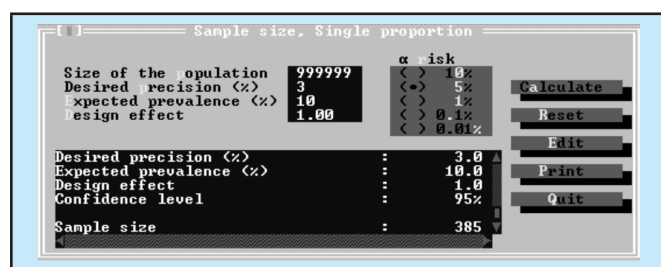 [ ] Sample size, Single proportion
α risk
Size of the population 999999 ( ) 10%
Desired precision (%) 3 (•) 5%
Expected prevalence (%) 10 ( ) 1%
Design effect 1.00 ( ) 0.1%
( ) 0.01%
Calculate
Reset
Edit
Print
Quit
Desired precision (%) : 3.0
Expected prevalence (%) : 10.0
Design effect : 1.0
Confidence level : 95%
Sample size : 385